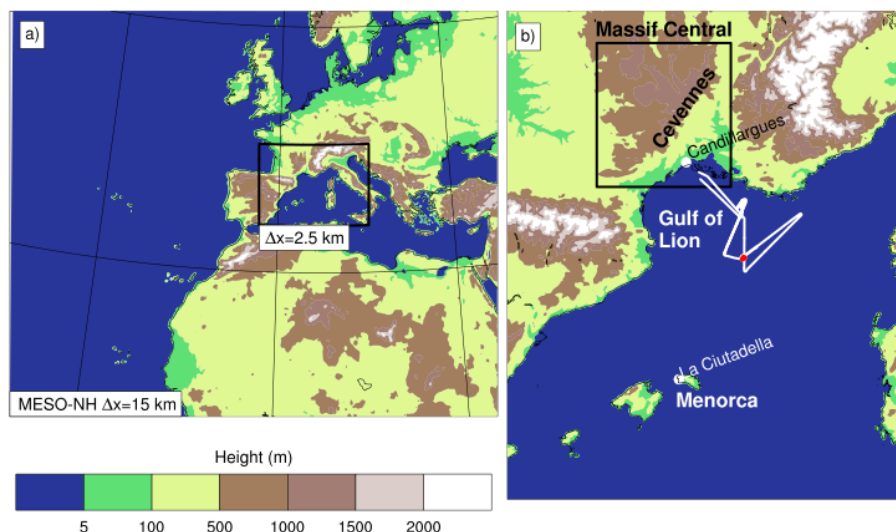 a)
Δx=2.5 km
MESO-NH Δx=15 km
b)
Massif Central
Cevennes
Candillargues
Gulf of
Lion
La Ciutadella
Menorca
Height (m)
5 100 500 1000 1500 2000